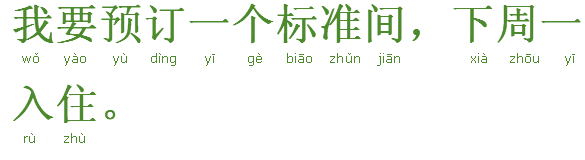 我要预订一个标准间，下周一
wǒ yào yù dìng yī gè biāo zhǔn jiān xià zhōu yī
入住。
rù zhù